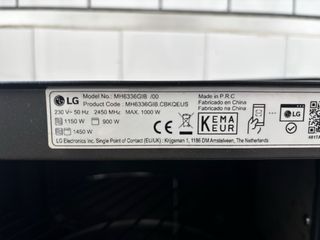 LG
Model No.: MH6336GIB /00
Product Code : MH6336GIB.CBKQEUS
230 V~ 50 Hz 2450 MHz MAX. 1000 W
1150 W 900 W
1450 W
LG Electronics Inc. Single Point of Contact (EU/UK) : Krijgsman 1, 1186 DM Amstelveen, The Netherlands
KEMA
KEUR
Made in P.R.C
Fabricado en China
Fabricado na China
LG